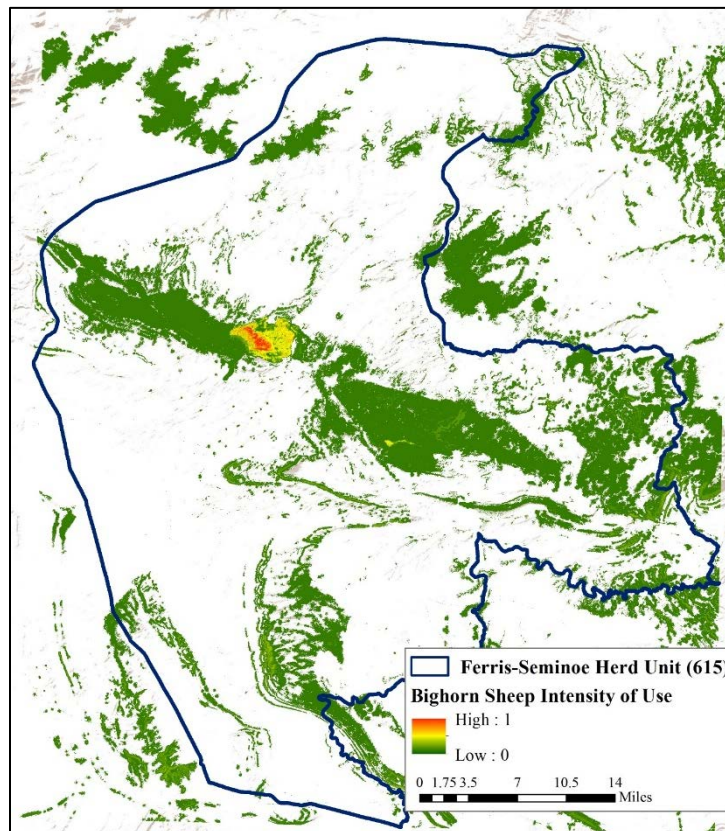 Ferris-Seminoe Herd Unit (615)
Bighorn Sheep Intensity of Use
High : 1
Low : 0
0 1.75 3.5 7 10.5 14
Miles